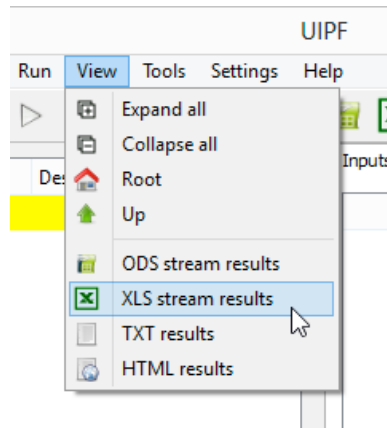 UIPF
Run View Tools Settings Help
Expand all
Collapse all
Inputs
Root
Up
ODS stream results
XLS stream results
TXT results
HTML results